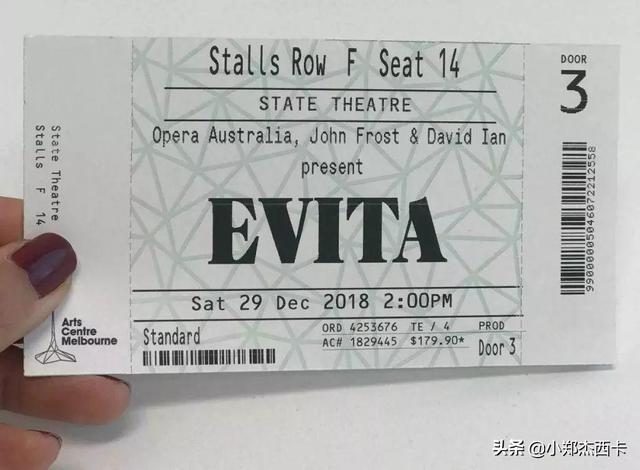 Stalls Row F Seat 14
STATE THEATRE
Opera Australia, John Frost & David Ian
present
EVITA
Sat 29 Dec 2018 2:00PM
Standard
ORD 4253676 TE / 4 PROD
AC# 1829445 $179.90* Door 3
DOOR
3
9900000050460722212558
State Theatre
Stalls F 14
Arts
Centre
Melbourne
头条 @小郑杰西卡